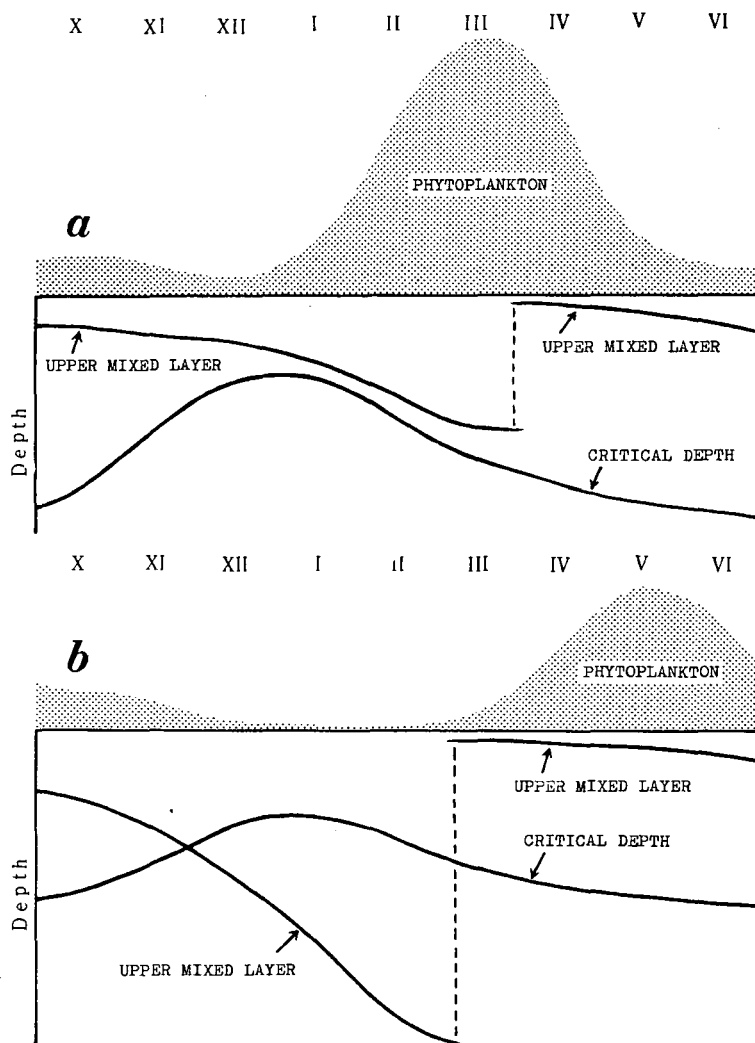 X XI XII I II III IV V VI
PHYTOPLANKTON
a
UPPER MIXED LAYER
UPPER MIXED LAYER
CRITICAL DEPTH
Depth
X XI XII I II III IV V VI
b
PHYTOPLANKTON
UPPER MIXED LAYER
CRITICAL DEPTH
UPPER MIXED LAYER
Depth